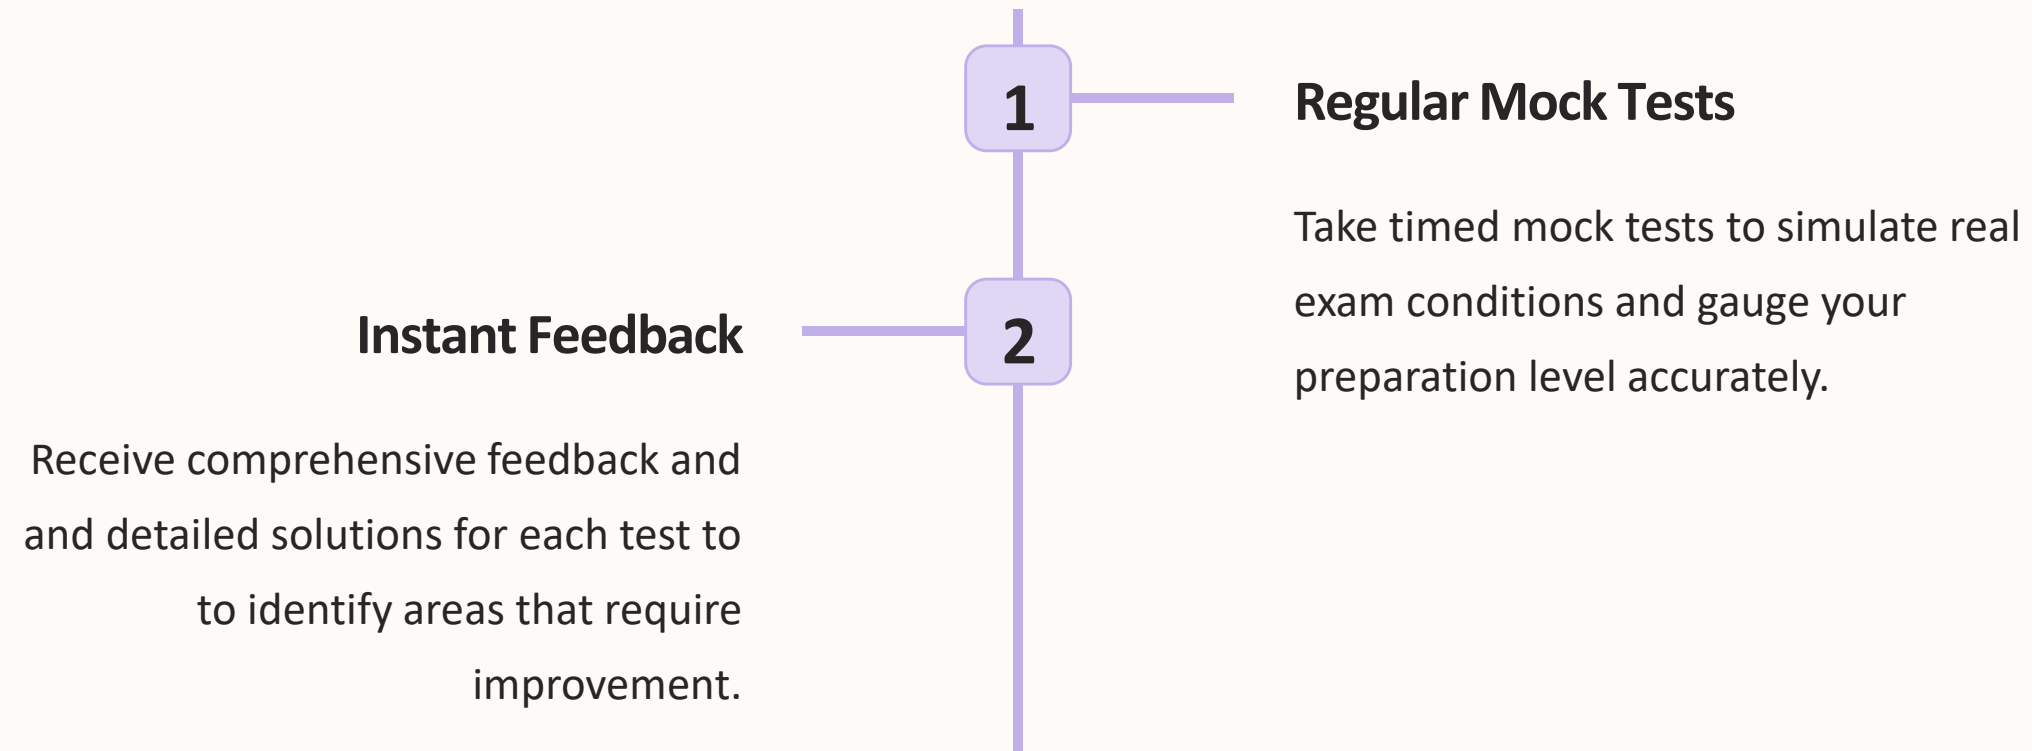 1
Regular Mock Tests
Take timed mock tests to simulate real
exam conditions and gauge your
preparation level accurately.
2
Instant Feedback
Receive comprehensive feedback and
and detailed solutions for each test to
to identify areas that require
improvement.